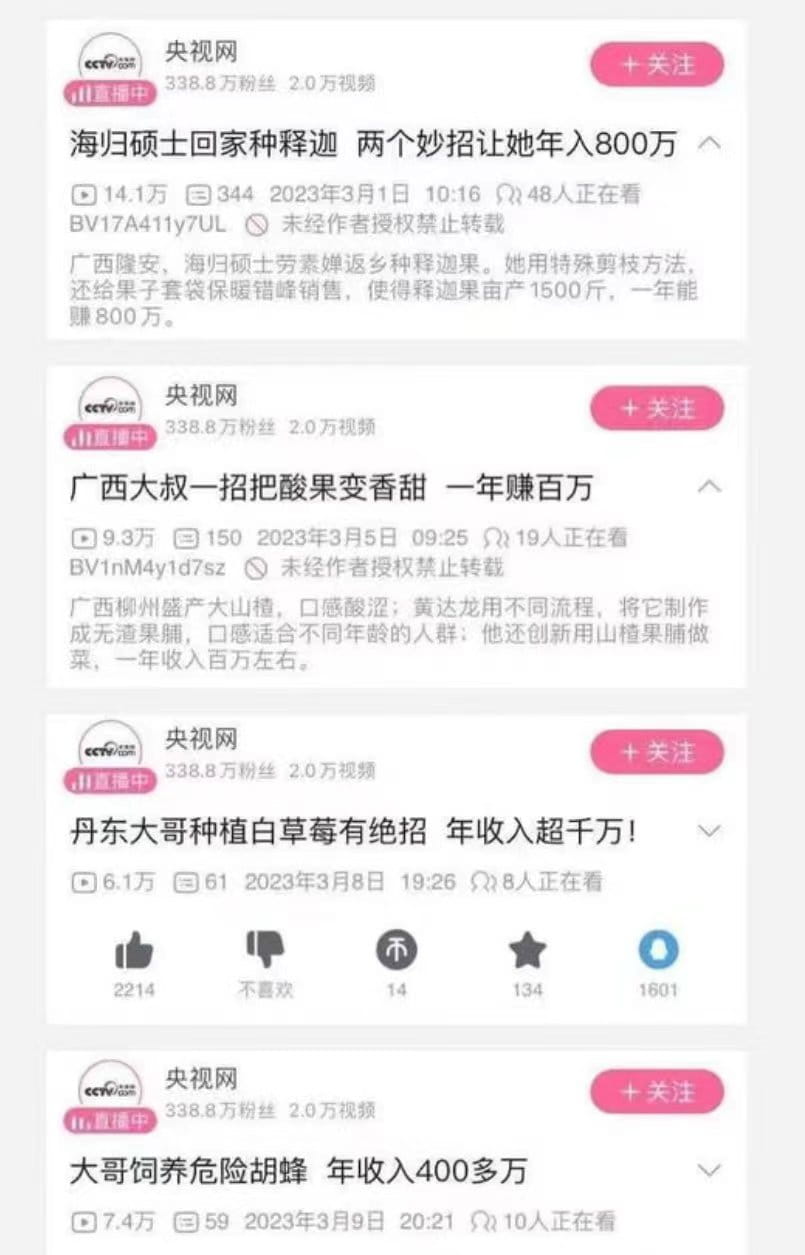 CCTV.com 央视网
央视网
直播中
338.8万粉丝 2.0万视频
+ 关注
海归硕士回家种释迦 两个妙招让她年入800万
14.1万 344 2023年3月1日 10:16 48人正在看
BV17A411y7UL 未经作者授权禁止转载
广西隆安，海归硕士劳素婵返乡种释迦果。她用特殊剪枝方法，
还给果子套袋保暖错峰销售，使得释迦果亩产1500斤，一年能
赚800万。
CCTV.com 央视网
央视网
直播中
338.8万粉丝 2.0万视频
+ 关注
广西大叔一招把酸果变香甜 一年赚百万
9.3万 150 2023年3月5日 09:25 19人正在看
BV1nM4y1d7sz 未经作者授权禁止转载
广西柳州盛产大山楂，口感酸涩；黄达龙用不同流程，将它制作
成无渣果脯，口感适合不同年龄的人群；他还创新用山楂果脯做
菜，一年收入百万左右。
CCTV.com 央视网
央视网
直播中
338.8万粉丝 2.0万视频
+ 关注
丹东大哥种植白草莓有绝招 年收入超千万！
6.1万 61 2023年3月8日 19:26 8人正在看
2214 不喜欢 14 134 1601
CCTV.com 央视网
央视网
直播中
338.8万粉丝 2.0万视频
+ 关注
大哥饲养危险胡蜂 年收入400多万
7.4万 59 2023年3月9日 20:21 10人正在看